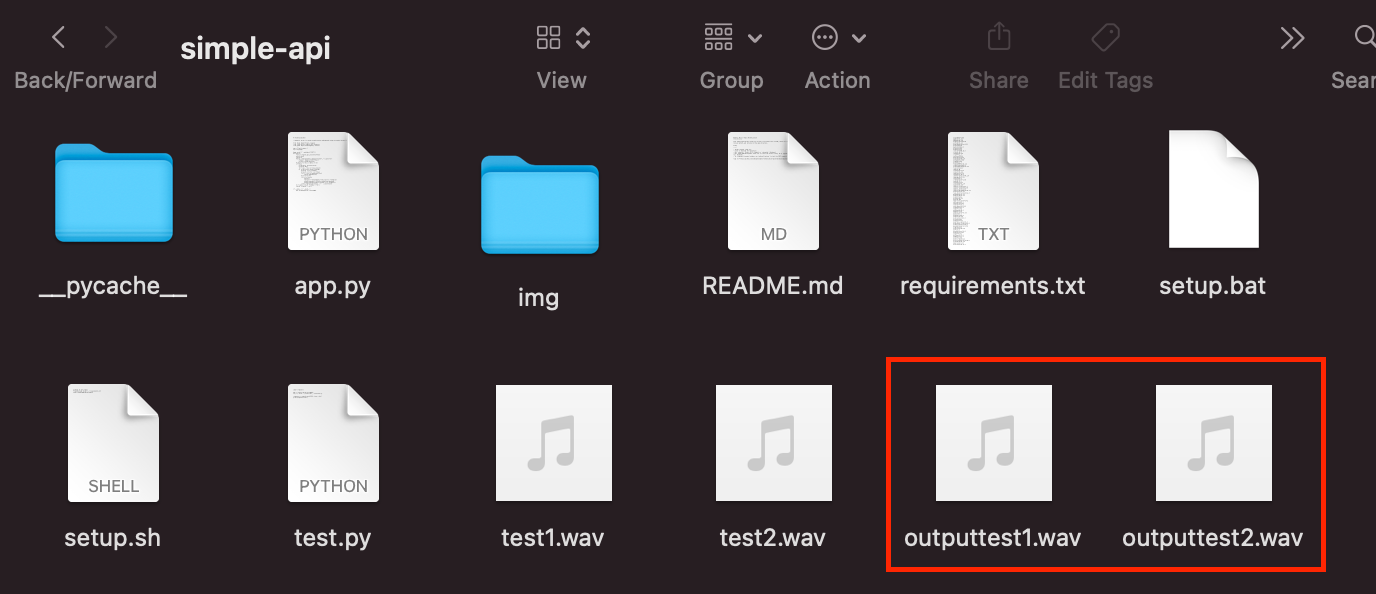 simple-api
Back/Forward
View
Group
Action
Share
Edit Tags
Sear
PYTHON
MD
TXT
__pycache__
app.py
img
README.md
requirements.txt
setup.bat
SHELL
PYTHON
setup.sh
test.py
test1.wav
test2.wav
outputtest1.wav
outputtest2.wav